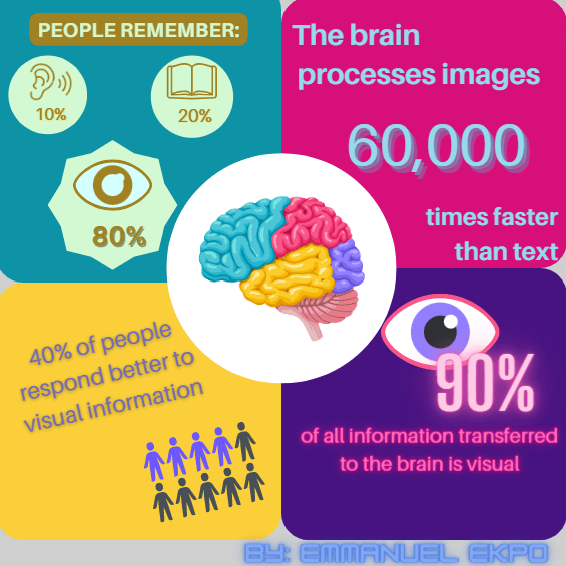 PEOPLE REMEMBER:
10%
20%
80%
The brain
processes images
60,000
times faster
than text
40% of people
respond better to
visual information
90%
of all information transferred
to the brain is visual
BY: EMMANUEL EKPO